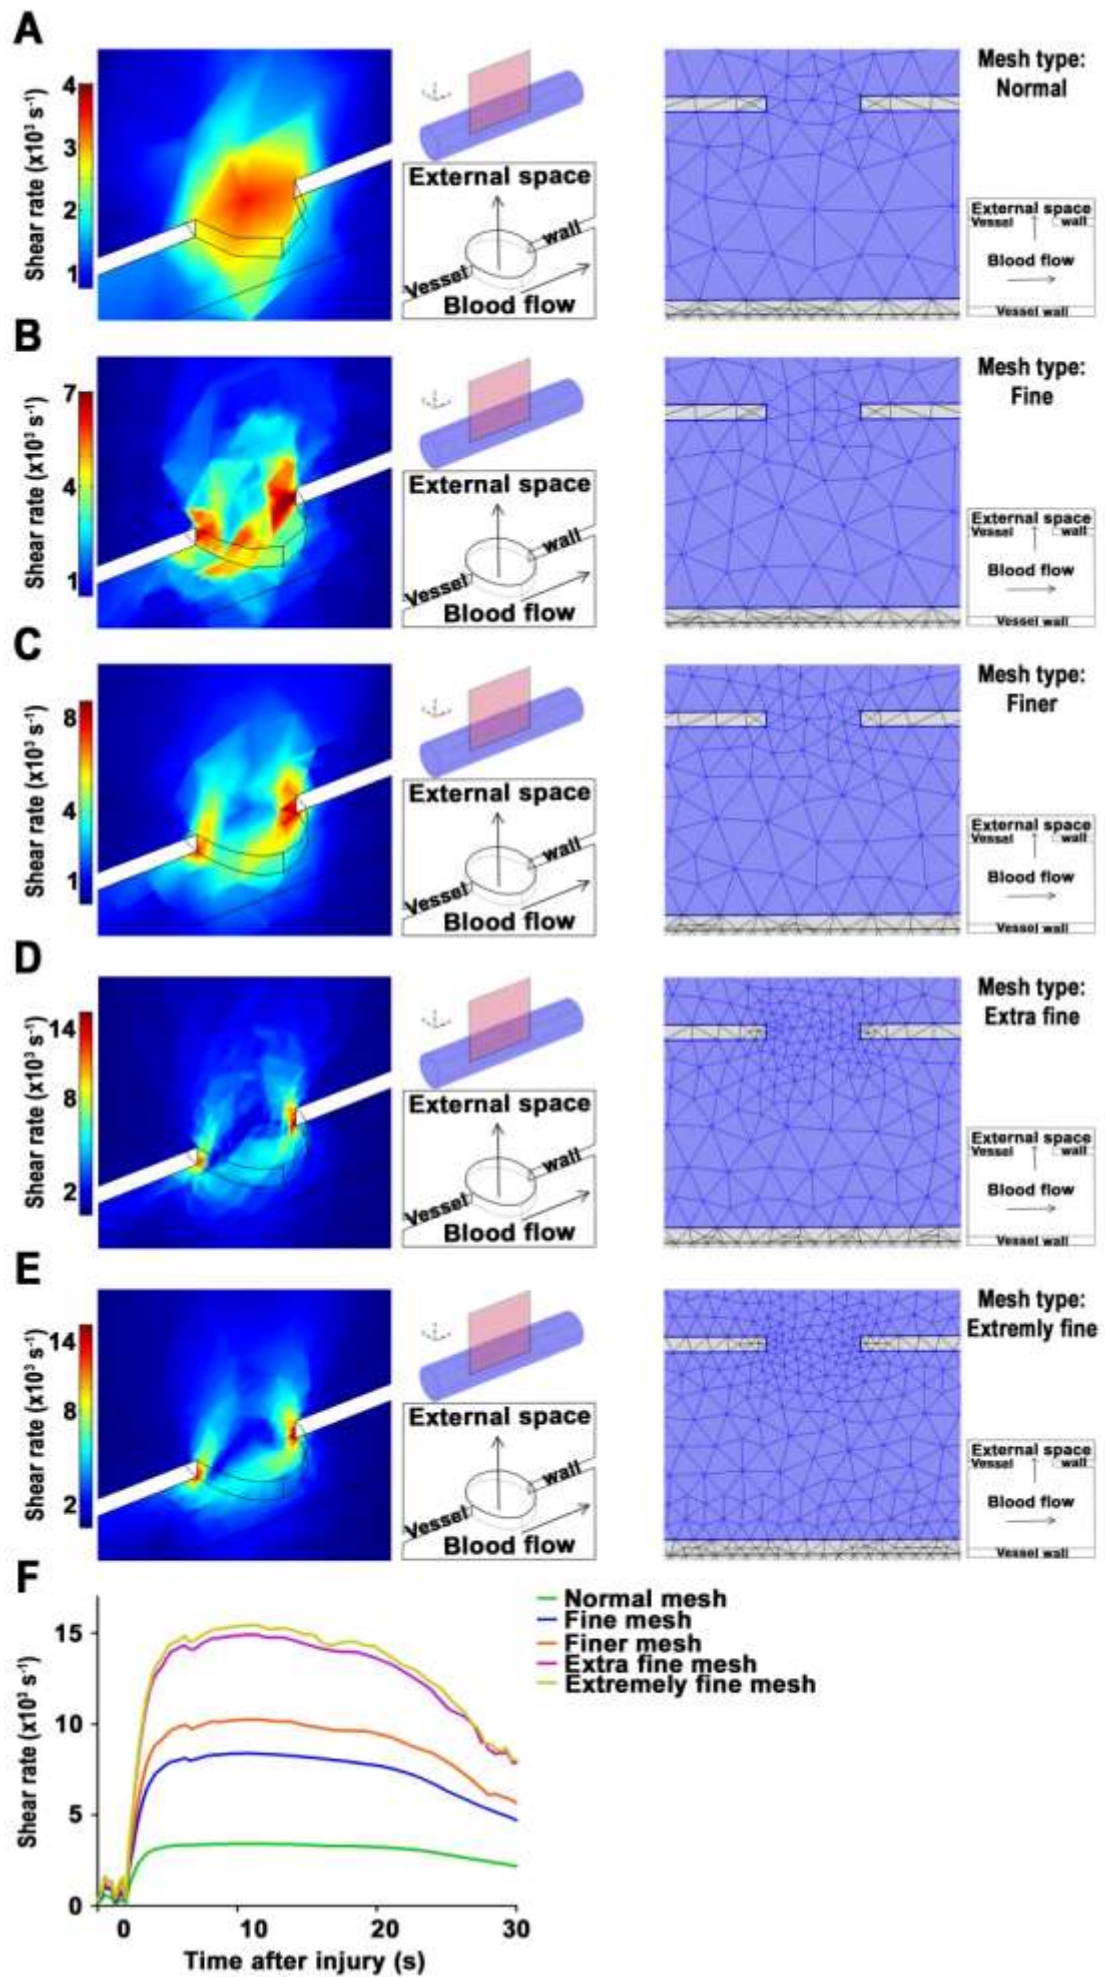 A
Shear rate (x10³ s⁻¹)
4
3
2
1
External space
Vessel
wall
Blood flow
Mesh type:
Normal
External space
Vessel wall
Blood flow
Vessel wall
B
Shear rate (x10³ s⁻¹)
7
4
1
External space
Vessel
wall
Blood flow
Mesh type:
Fine
External space
Vessel wall
Blood flow
Vessel wall
C
Shear rate (x10³ s⁻¹)
8
4
1
External space
Vessel
wall
Blood flow
Mesh type:
Finer
External space
Vessel wall
Blood flow
Vessel wall
D
Shear rate (x10³ s⁻¹)
14
8
2
External space
Vessel
wall
Blood flow
Mesh type:
Extra fine
External space
Vessel wall
Blood flow
Vessel wall
E
Shear rate (x10³ s⁻¹)
14
8
2
External space
Vessel
wall
Blood flow
Mesh type:
Extremly fine
External space
Vessel wall
Blood flow
Vessel wall
F
Shear rate (x10³ s⁻¹)
15
10
5
0
0 10 20 30
Time after injury (s)
Normal mesh
Fine mesh
Finer mesh
Extra fine mesh
Extremely fine mesh